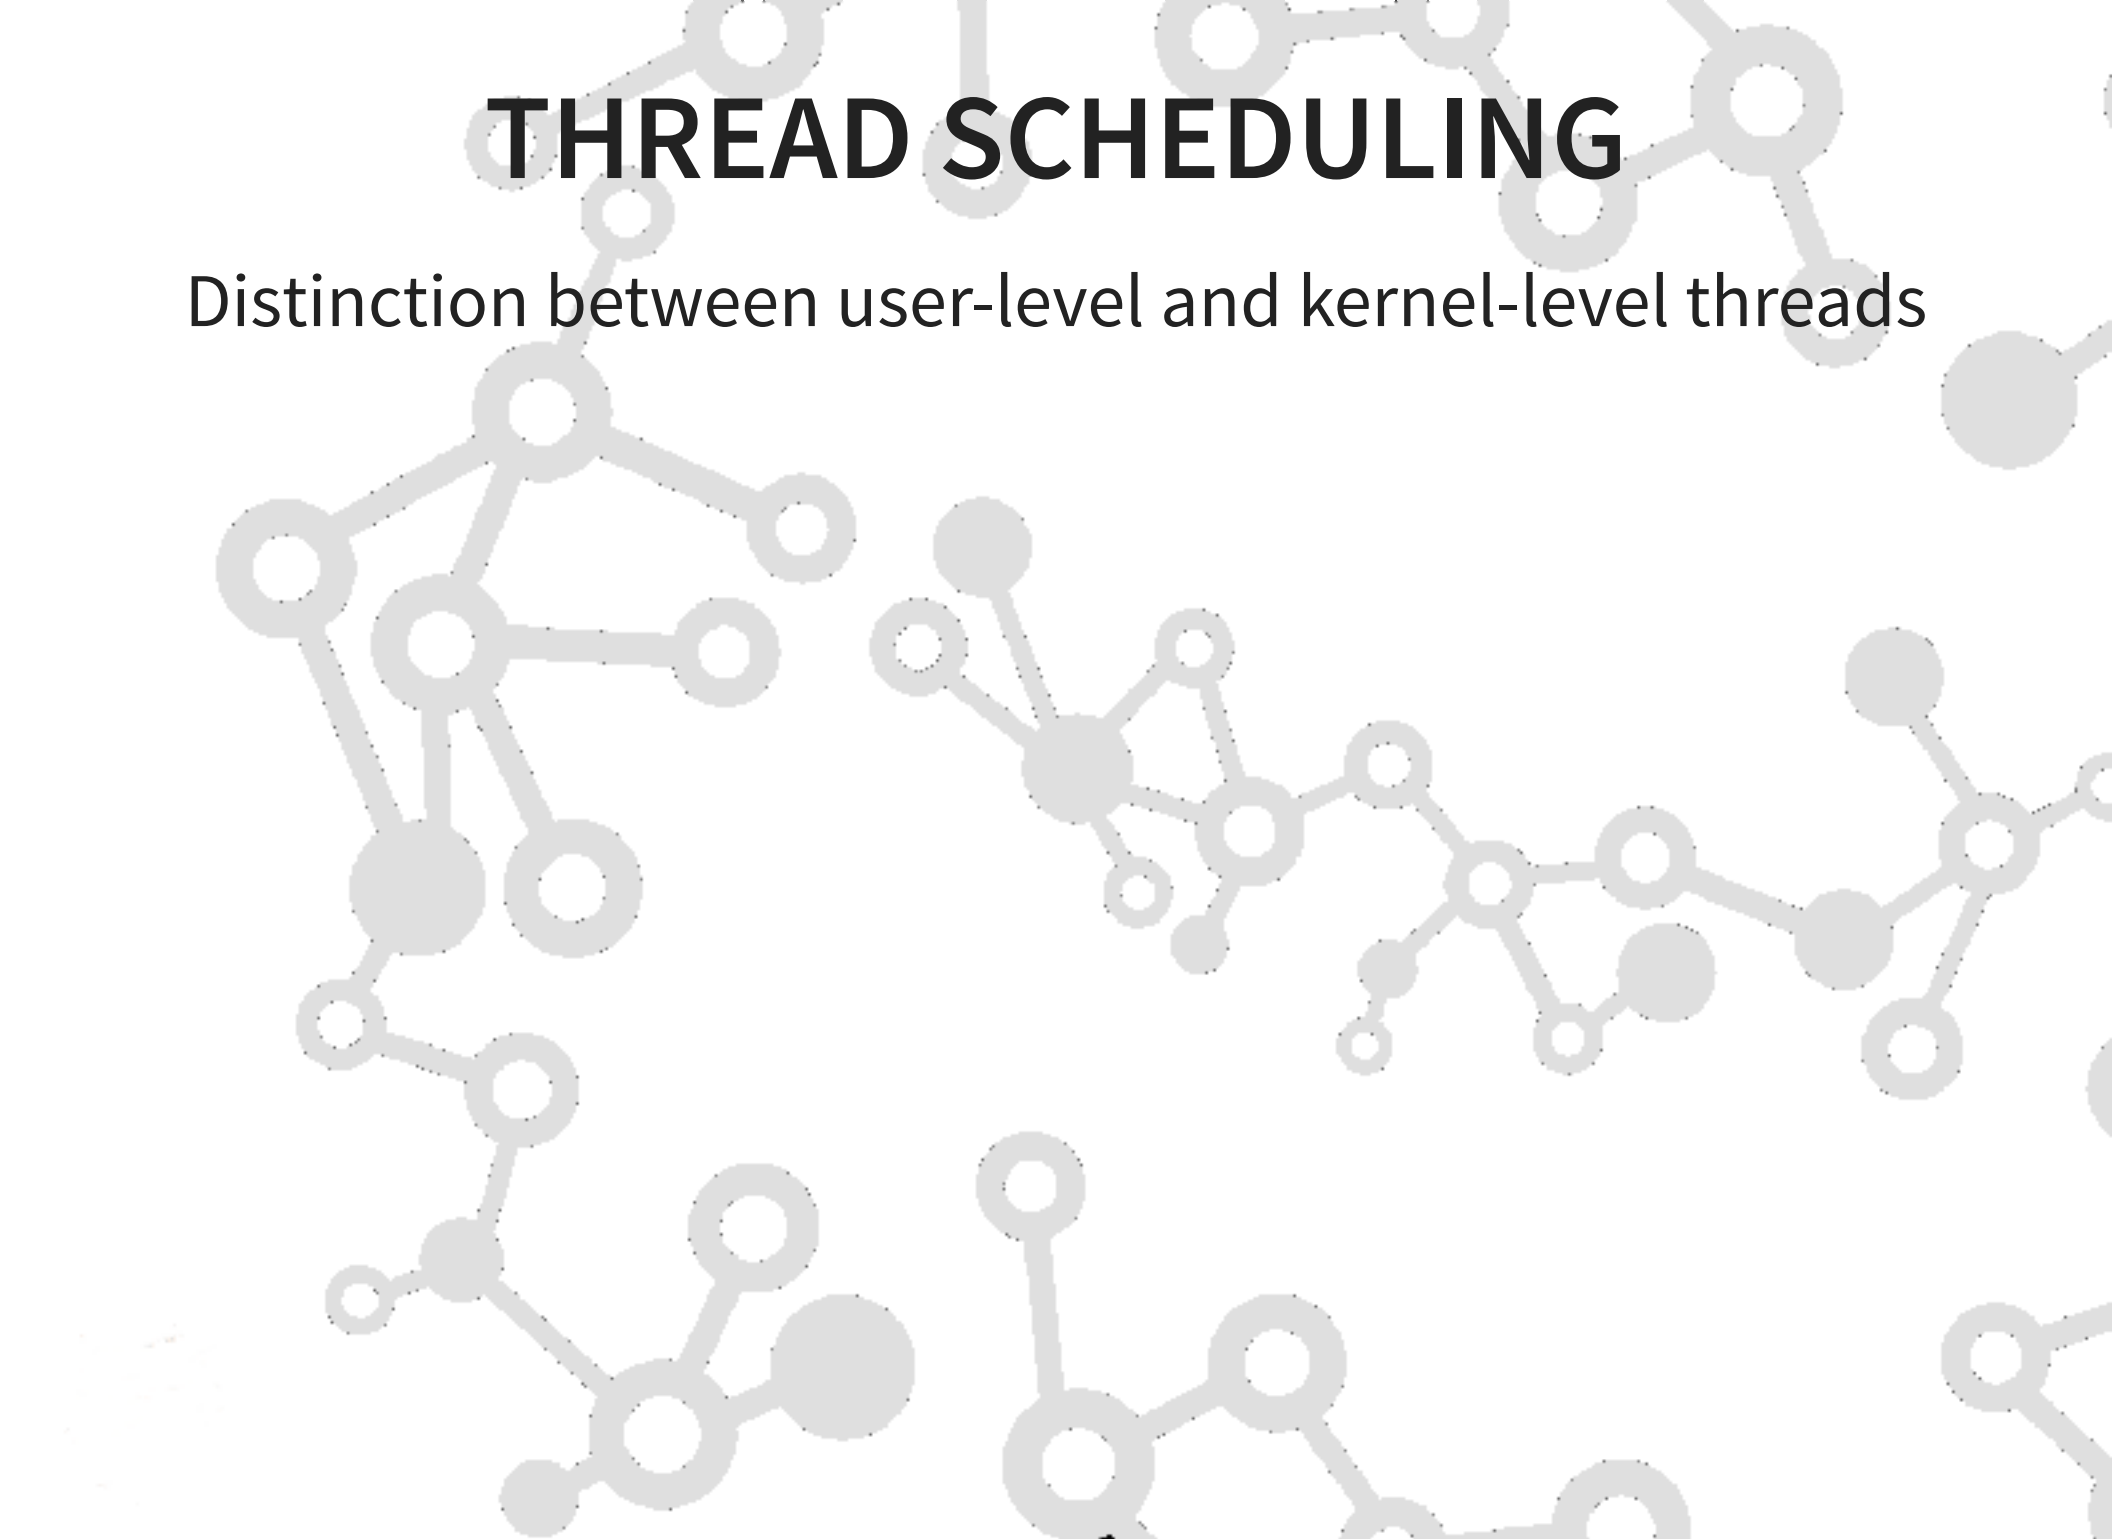 THREAD SCHEDULING
Distinction between user-level and kernel-level threads